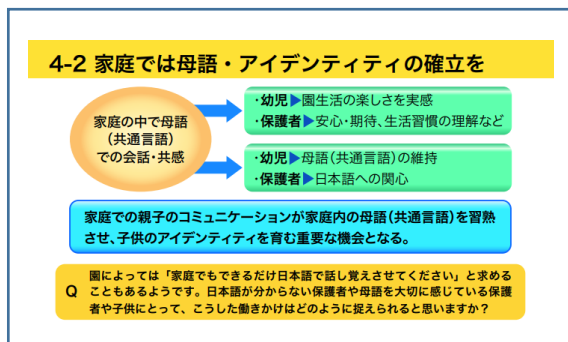 4-2 家庭では母語・アイデンティティの確立を
家庭の中で母語
(共通言語)
での会話・共感
・幼児▶園生活の楽しさを実感
・保護者▶安心・期待、生活習慣の理解など
・幼児▶母語(共通言語)の維持
・保護者▶日本語への関心
家庭での親子のコミュニケーションが家庭内の母語(共通言語)を習熟
させ、子供のアイデンティティを育む重要な機会となる。
Q
園によっては「家庭でもできるだけ日本語で話し覚えさせてください」と求める
こともあるようです。日本語が分からない保護者や母語を大切に感じている保護
者や子供にとって、こうした働きかけはどのように捉えられると思いますか？